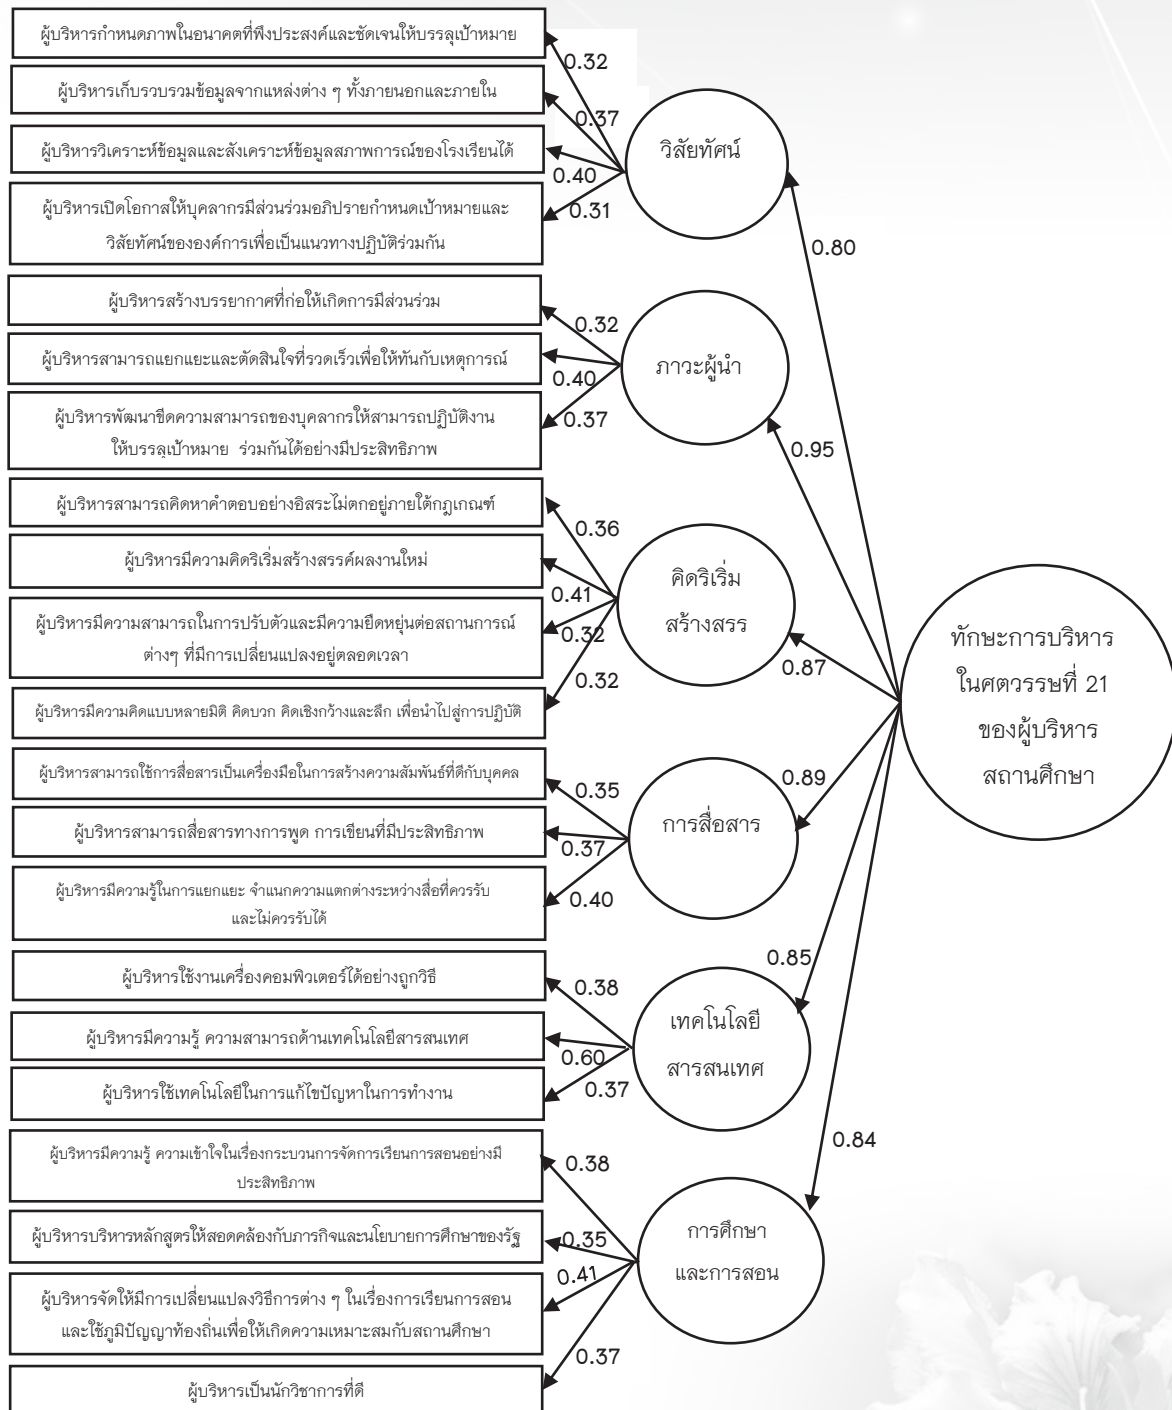 ผู้บริหารกำหนดภาพในอนาคตที่พึงประสงค์และชัดเจนให้บรรลุเป้าหมาย
0.32
ผู้บริหารเก็บรวบรวมข้อมูลจากแหล่งต่าง ๆ ทั้งภายนอกและภายใน
0.37
ผู้บริหารวิเคราะห์ข้อมูลและสังเคราะห์ข้อมูลสภาพการณ์ของโรงเรียนได้
0.40
ผู้บริหารเปิดโอกาสให้บุคลากรมีส่วนร่วมอภิปรายกำหนดเป้าหมายและ
วิสัยทัศน์ขององค์การเพื่อเป็นแนวทางปฏิบัติร่วมกัน
0.31
วิสัยทัศน์
0.80
ผู้บริหารสร้างบรรยากาศที่ก่อให้เกิดการมีส่วนร่วม
0.32
ผู้บริหารสามารถแยกแยะและตัดสินใจที่รวดเร็วเพื่อให้ทันกับเหตุการณ์
0.40
ผู้บริหารพัฒนาขีดความสามารถของบุคลากรให้สามารถปฏิบัติงาน
ให้บรรลุเป้าหมาย ร่วมกันได้อย่างมีประสิทธิภาพ
0.37
ภาวะผู้นำ
0.95
ผู้บริหารสามารถคิดหาคำตอบอย่างอิสระไม่ตกอยู่ภายใต้กฎเกณฑ์
0.36
ผู้บริหารมีความคิดริเริ่มสร้างสรรค์ผลงานใหม่
0.41
ผู้บริหารมีความสามารถในการปรับตัวและมีความยืดหยุ่นต่อสถานการณ์
ต่างๆ ที่มีการเปลี่ยนแปลงอยู่ตลอดเวลา
0.32
ผู้บริหารมีความคิดแบบหลายมิติ คิดบวก คิดเชิงกว้างและลึก เพื่อนำไปสู่การปฏิบัติ
0.32
คิดริเริ่ม
สร้างสรร
0.87
ทักษะการบริหาร
ในศตวรรษที่ 21
ของผู้บริหาร
สถานศึกษา
ผู้บริหารสามารถใช้การสื่อสารเป็นเครื่องมือในการสร้างความสัมพันธ์ที่ดีกับบุคคล
0.35
ผู้บริหารสามารถสื่อสารทางการพูด การเขียนที่มีประสิทธิภาพ
0.37
ผู้บริหารมีความรู้ในการแยกแยะ จำแนกความแตกต่างระหว่างสื่อที่ควรรับ
และไม่ควรรับได้
0.40
การสื่อสาร
0.89
ผู้บริหารใช้งานเครื่องคอมพิวเตอร์ได้อย่างถูกวิธี
0.38
ผู้บริหารมีความรู้ ความสามารถด้านเทคโนโลยีสารสนเทศ
0.60
ผู้บริหารใช้เทคโนโลยีในการแก้ไขปัญหาในการทำงาน
0.37
เทคโนโลยี
สารสนเทศ
0.85
ผู้บริหารมีความรู้ ความเข้าใจในเรื่องกระบวนการจัดการเรียนการสอนอย่างมี
ประสิทธิภาพ
0.38
ผู้บริหารบริหารหลักสูตรให้สอดคล้องกับภารกิจและนโยบายการศึกษาของรัฐ
0.35
ผู้บริหารจัดให้มีการเปลี่ยนแปลงวิธีการต่าง ๆ ในเรื่องการเรียนการสอน
และใช้ภูมิปัญญาท้องถิ่นเพื่อให้เกิดความเหมาะสมกับสถานศึกษา
0.41
ผู้บริหารเป็นนักวิชาการที่ดี
0.37
การศึกษา
และการสอน
0.84